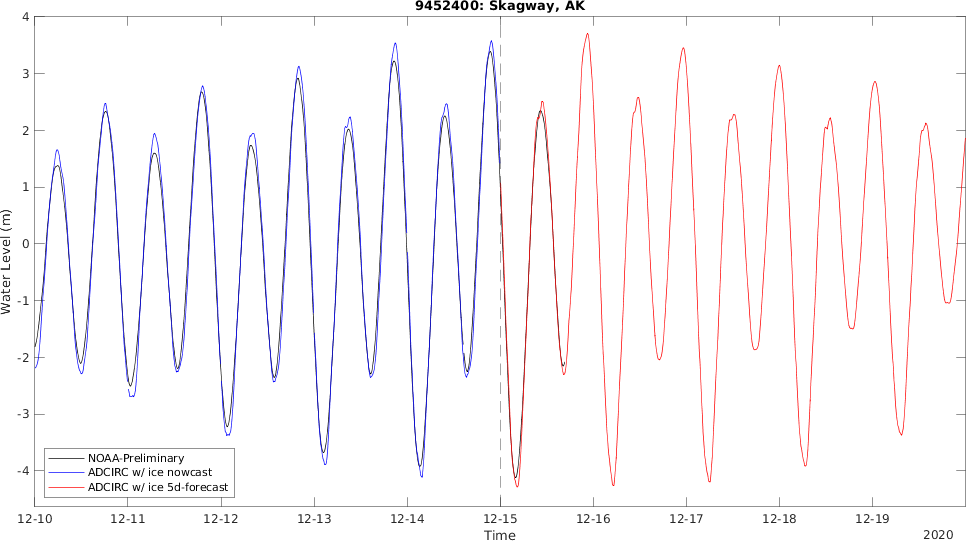 9452400: Skagway, AK
4
3
2
1
0
-1
-2
-3
-4
Water Level (m)
NOAA-Preliminary
ADCIRC w/ ice nowcast
ADCIRC w/ ice 5d-forecast
12-10 12-11 12-12 12-13 12-14 12-15 12-16 12-17 12-18 12-19
Time
2020